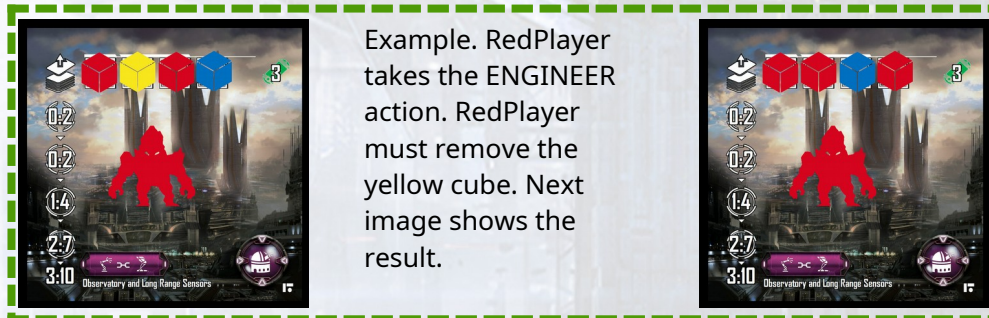 3
0:2
0:2
1:4
2:7
3:10
Observatory and Long Range Sensors
Example. RedPlayer
takes the ENGINEER
action. RedPlayer
must remove the
yellow cube. Next
image shows the
result.
3
0:2
0:2
1:4
2:7
3:10
Observatory and Long Range Sensors